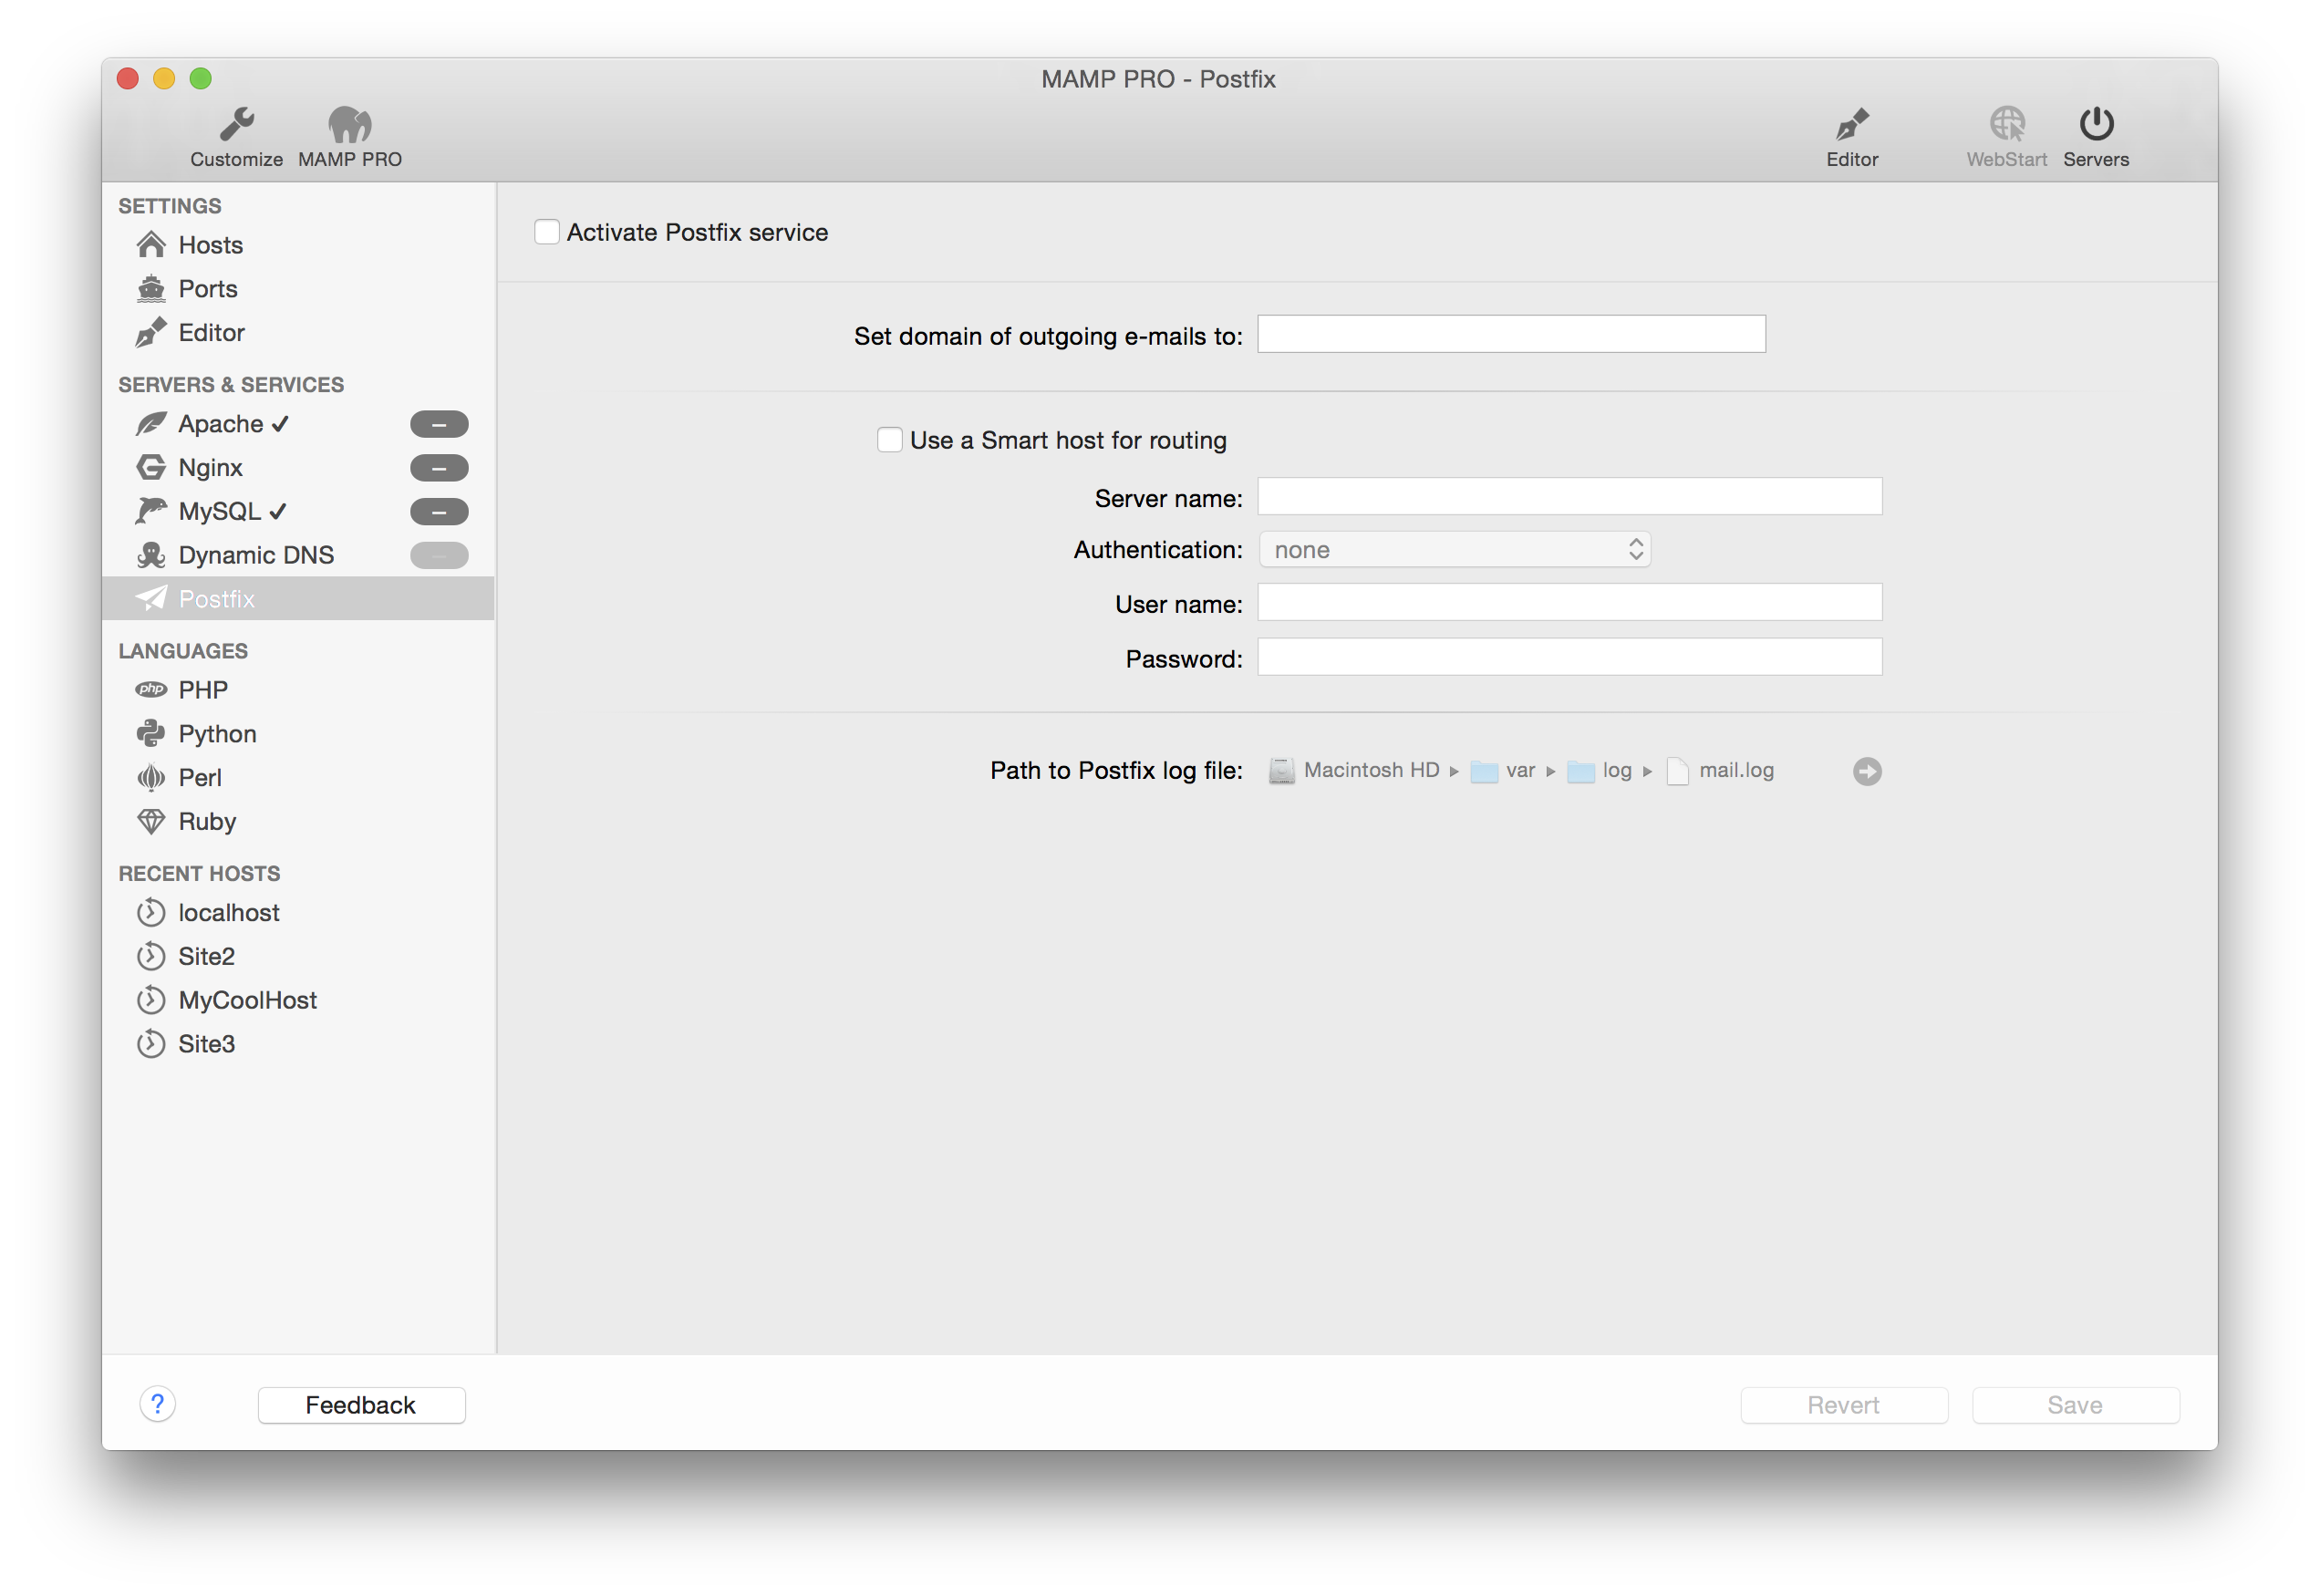 MAMP PRO - Postfix
Customize MAMP PRO Editor WebStart Servers
SETTINGS
Hosts
Ports
Editor
SERVERS & SERVICES
Apache ✓ –
Nginx –
MySQL ✓ –
Dynamic DNS –
Postfix
LANGUAGES
php PHP
Python
Perl
Ruby
RECENT HOSTS
localhost
Site2
MyCoolHost
Site3
Activate Postfix service
Set domain of outgoing e-mails to:
Use a Smart host for routing
Server name:
Authentication: none
User name:
Password:
Path to Postfix log file: Macintosh HD ▸ var ▸ log ▸ mail.log
? Feedback Revert Save